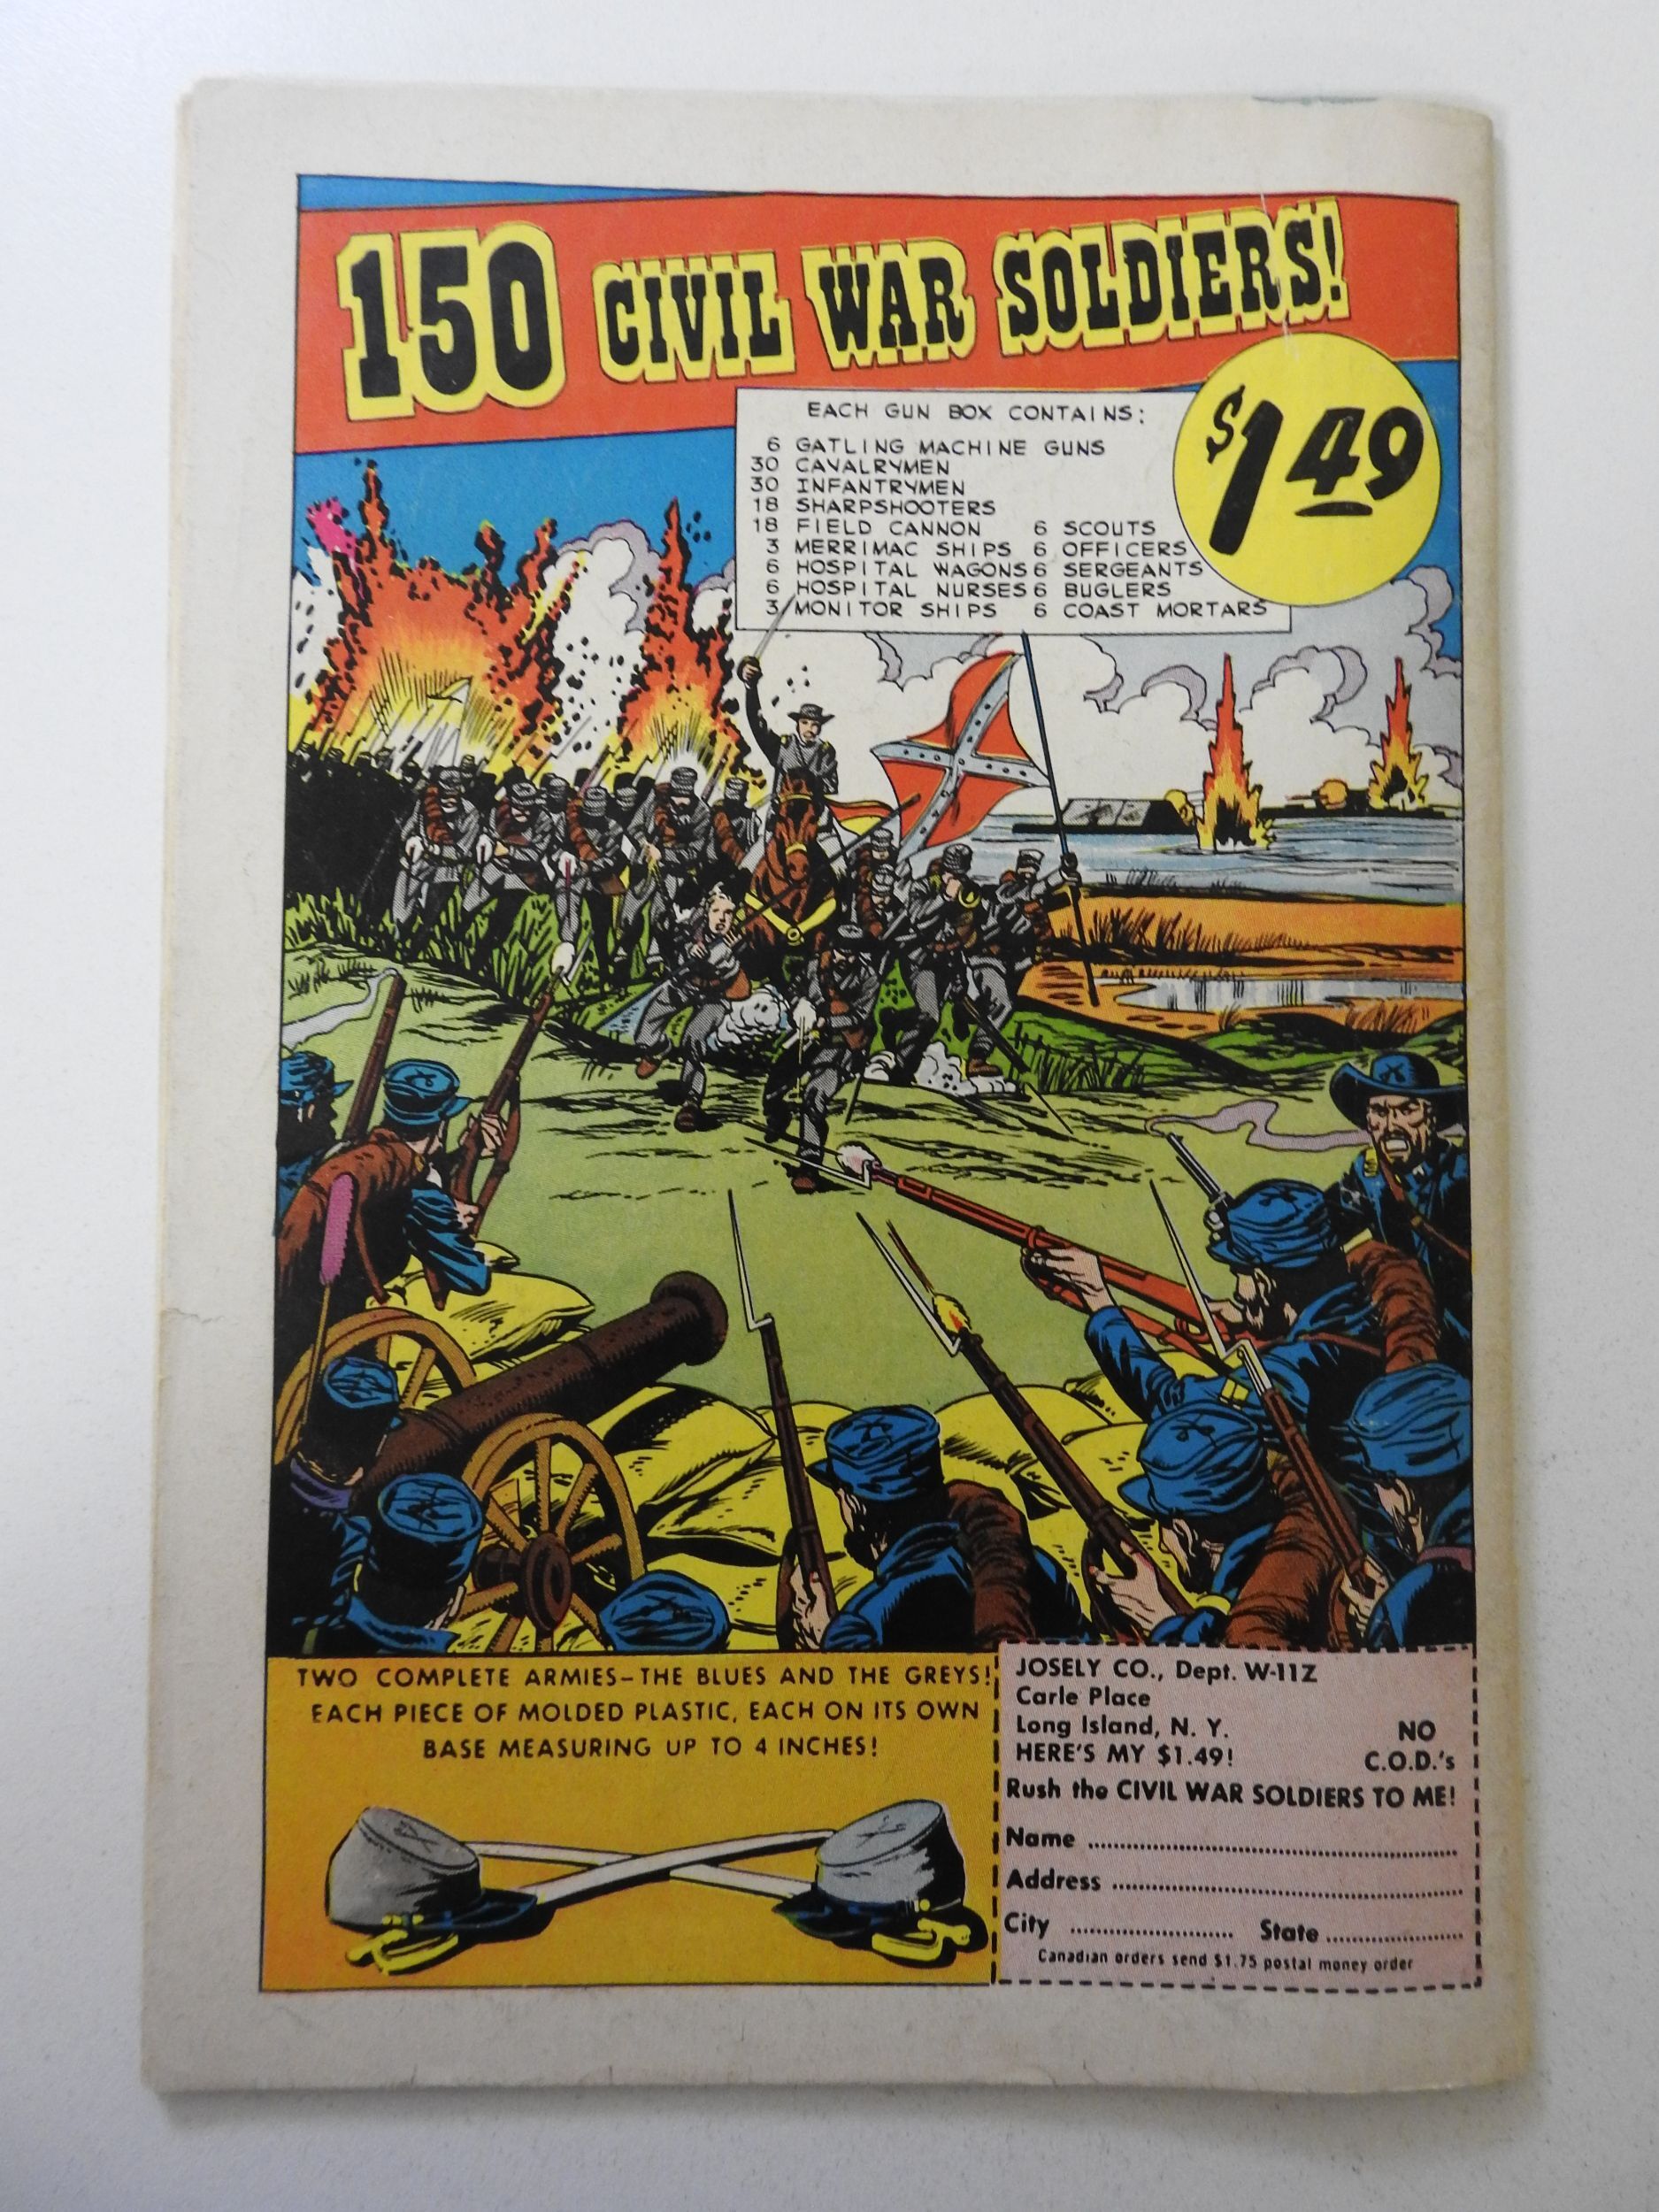 150 CIVIL WAR SOLDIERS!
$1.49
EACH GUN BOX CONTAINS:
6 GATLING MACHINE GUNS
30 CAVALRYMEN
30 INFANTRYMEN
18 SHARPSHOOTERS
18 FIELD CANNON 6 SCOUTS
3 MERRIMAC SHIPS 6 OFFICERS
6 HOSPITAL WAGONS 6 SERGEANTS
6 HOSPITAL NURSES 6 BUGLERS
3 MONITOR SHIPS 6 COAST MORTARS
TWO COMPLETE ARMIES-THE BLUES AND THE GREYS!
EACH PIECE OF MOLDED PLASTIC, EACH ON ITS OWN
BASE MEASURING UP TO 4 INCHES!
JOSELY CO., Dept. W-11Z
Carle Place
Long Island, N. Y.
HERE'S MY $1.49!
NO
C.O.D.'s
Rush the CIVIL WAR SOLDIERS TO ME!
Name
Address
City State
Canadian orders send $1.75 postal money order